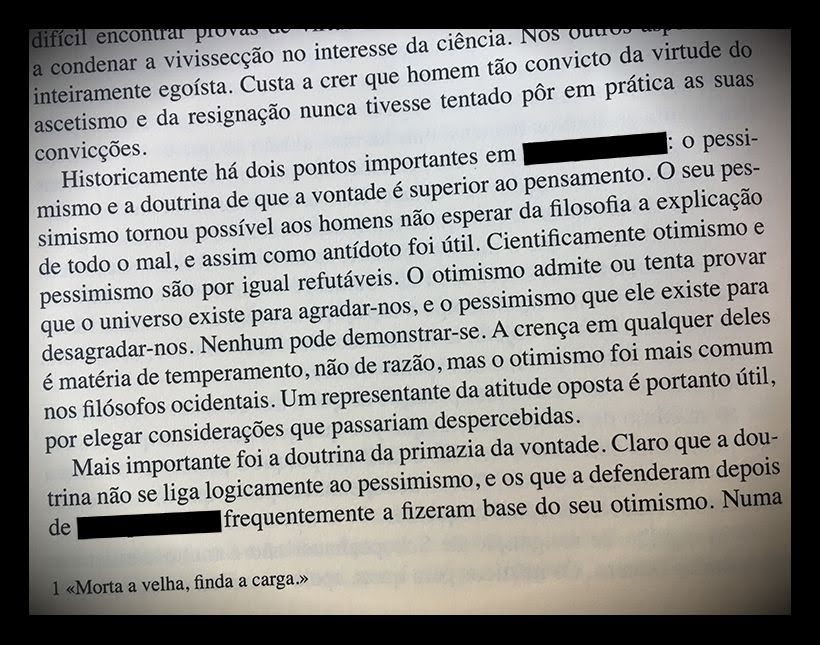 difícil encontrar provas de
a condenar a vivissecção no interesse da ciência. Nos outros
inteiramente egoísta. Custa a crer que homem tão convicto da virtude do
ascetismo e da resignação nunca tivesse tentado pôr em prática as suas
convicções.
Historicamente há dois pontos importantes em : o pessi-
mismo e a doutrina de que a vontade é superior ao pensamento. O seu pes-
simismo tornou possível aos homens não esperar da filosofia a explicação
de todo o mal, e assim como antídoto foi útil. Cientificamente otimismo e
pessimismo são por igual refutáveis. O otimismo admite ou tenta provar
que o universo existe para agradar-nos, e o pessimismo que ele existe para
desagradar-nos. Nenhum pode demonstrar-se. A crença em qualquer deles
é matéria de temperamento, não de razão, mas o otimismo foi mais comum
nos filósofos ocidentais. Um representante da atitude oposta é portanto útil,
por elegar considerações que passariam despercebidas.
Mais importante foi a doutrina da primazia da vontade. Claro que a dou-
trina não se liga logicamente ao pessimismo, e os que a defenderam depois
de frequentemente a fizeram base do seu otimismo. Numa
1 «Morta a velha, finda a carga.»